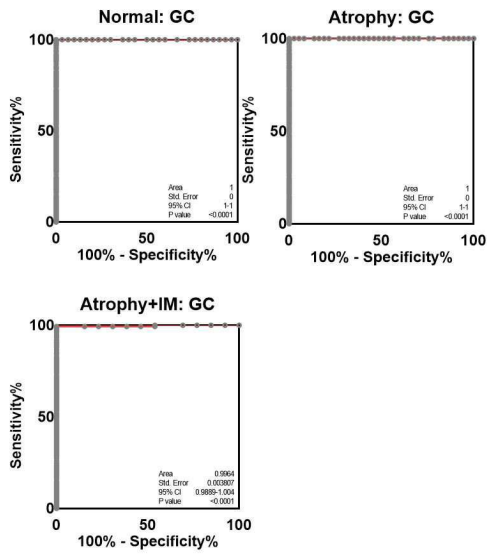 Normal: GC
100
50
0
Sensitivity%
Area 1
Std. Error 0
95% CI 1-1
P value <0.0001
0 50 100
100% - Specificity%
Atrophy: GC
100
50
0
Sensitivity%
Area 1
Std. Error 0
95% CI 1-1
P value <0.0001
0 50 100
100% - Specificity%
Atrophy+IM: GC
100
50
0
Sensitivity%
Area 0.9964
Std. Error 0.003807
95% CI 0.9889-1.004
P value <0.0001
0 50 100
100% - Specificity%